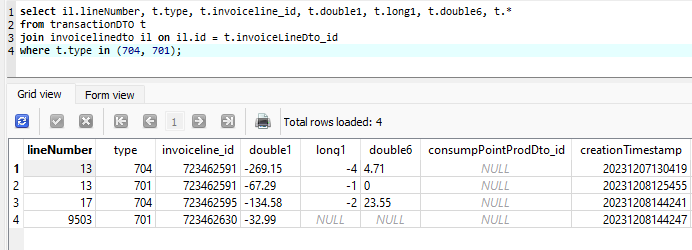 1 select il.lineNumber, t.type, t.invoiceline_id, t.double1, t.long1, t.double6, t.*
2 from transactionDTO t
3 join invoicelinedto il on il.id = t.invoiceLineDto_id
4 where t.type in (704, 701);
Grid view Form view
1 Total rows loaded: 4
lineNumber type invoiceline_id double1 long1 double6 consumpPointProdDto_id creationTimestamp
1 13 704 723462591 -269.15 -4 4.71 NULL 20231207130419
2 13 701 723462591 -67.29 -1 0 NULL 20231208125455
3 17 704 723462595 -134.58 -2 23.55 NULL 20231208144241
4 9503 701 723462630 -32.99 NULL NULL NULL 20231208144247